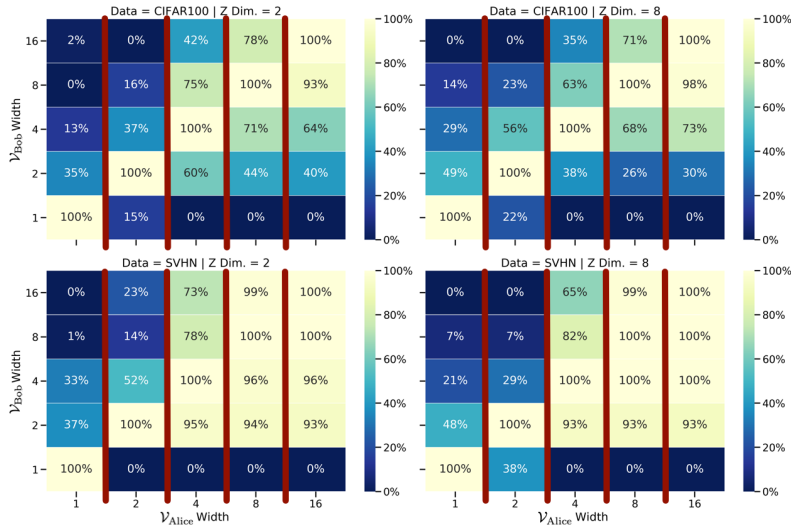 Data = CIFAR100 | Z Dim. = 2
16 2% 0% 42% 78% 100% 100%
8 0% 16% 75% 100% 93% 80%
4 13% 37% 100% 71% 64% 60%
2 35% 100% 60% 44% 40% 40%
1 100% 15% 0% 0% 0% 20%
0%
V_Bob Width
Data = CIFAR100 | Z Dim. = 8
0% 0% 35% 71% 100% 100%
14% 23% 63% 100% 98% 80%
29% 56% 100% 68% 73% 60%
49% 100% 38% 26% 30% 40%
100% 22% 0% 0% 0% 20%
0%
Data = SVHN | Z Dim. = 2
16 0% 23% 73% 99% 100% 100%
8 1% 14% 78% 100% 100% 80%
4 33% 52% 100% 96% 96% 60%
2 37% 100% 95% 94% 93% 40%
1 100% 0% 0% 0% 0% 20%
0%
V_Bob Width
1 2 4 8 16
V_Alice Width
Data = SVHN | Z Dim. = 8
0% 0% 65% 99% 100% 100%
7% 7% 82% 100% 100% 80%
21% 29% 100% 100% 100% 60%
48% 100% 93% 93% 93% 40%
100% 38% 0% 0% 0% 20%
0%
1 2 4 8 16
V_Alice Width